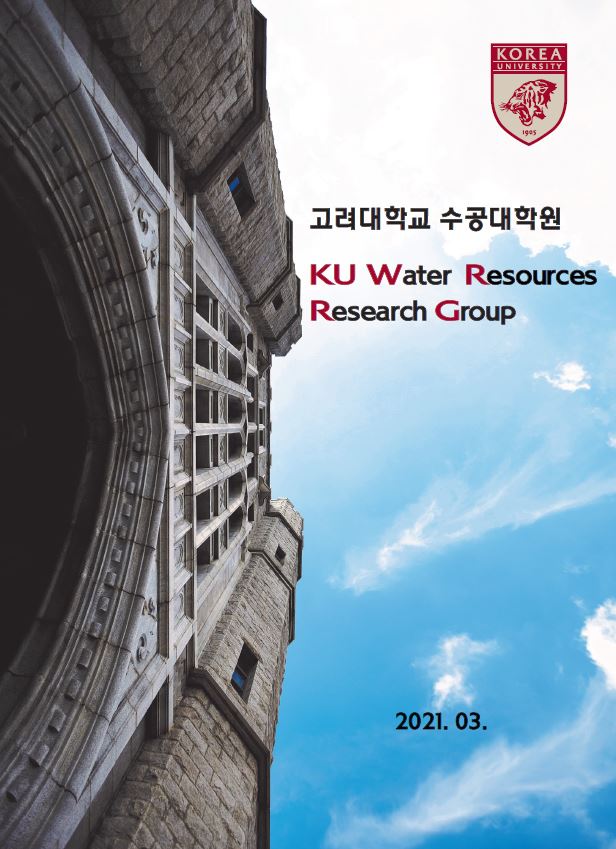 KOREA
UNIVERSITY
1905
고려대학교 수공대학원
KU Water Resources
Research Group
2021. 03.